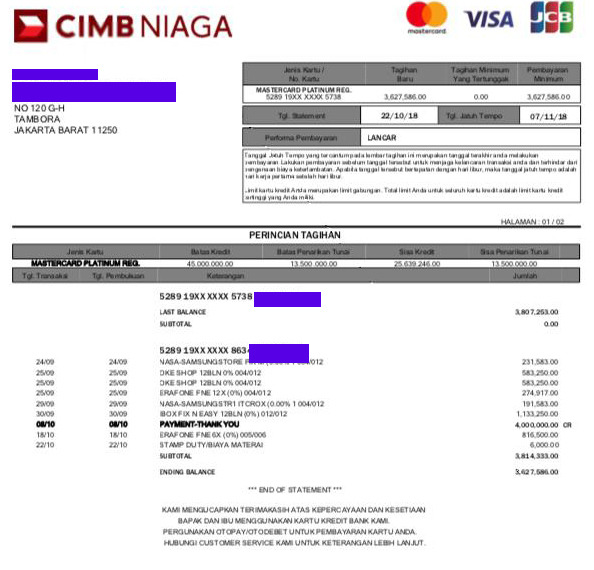 CIMB NIAGA
mastercard VISA JCB
Jenis Kartu / No. Kartu Tagihan Baru Tagihan Minimum Yang Tertunggak Pembayaran Minimum
MASTERCARD PLATINUM REG.
5289 19XX XXXX 5738 3,627,586.00 0.00 3,627,586.00
NO 120 G-H
TAMBORA
JAKARTA BARAT 11250
Tgl. Statement 22/10/18 Tgl. Jatuh Tempo 07/11/18
Performa Pembayaran LANCAR
Tanggal Jatuh Tempo yang tercantum pada lembar tagihan ini merupakan tanggal terakhir anda melakukan
pembayaran Lakukan pembayaran sebelum tanggal tersebut untuk menjaga kelancaran transaksi anda dan terhindar dari
pengenaan biaya keterlambatan. Apabila tanggal tersebut bertepatan dengan hari libur, maka tanggal jatuh tempo adalah
hari kerja pertama setelah hari libur.
Limit kartu kredit Anda merupakan limit gabungan. Total limit Anda untuk seluruh kartu kredit adalah limit kartu kredit
tertinggi yang Anda miliki.
HALAMAN : 01 / 02
PERINCIAN TAGIHAN
Jenis Kartu Batas Kredit Batas Penarikan Tunai Sisa Kredit Sisa Penarikan Tunai
MASTERCARD PLATINUM REG. 45.000.000.00 13.500.000.00 25.639.246.00 13.500.000.00
Tgl. Transaksi Tgl. Pembukuan Keterangan Jumlah
5289 19XX XXXX 5738
LAST BALANCE 3,807,253.00
SUBTOTAL 0.00
5289 19XX XXXX 8634
24/09 24/09 NASA-SAMSUNGSTORE 004/012 231,583.00
25/09 25/09 OKE SHOP 12BLN 0% 004/012 583,250.00
25/09 25/09 OKE SHOP 12BLN 0% 004/012 583,250.00
25/09 25/09 ERAFONE FNE 12X (0%) 004/012 274,917.00
29/09 29/09 NASA-SAMSUNGSTR1 ITCROX (0.00% 1 004/012 191,583.00
30/09 30/09 IBOX FIX N EASY 12BLN (0%) 012/012 1,133,250.00
08/10 08/10 PAYMENT-THANK YOU 4,000,000.00 CR
18/10 18/10 ERAFONE FNE 6X (0%) 005/006 816,500.00
22/10 22/10 STAMP DUTY/BIAYA MATERAI 6,000.00
SUBTOTAL 3,814,333.00
ENDING BALANCE 3,627,586.00
*** END OF STATEMENT ***
KAMI MENGUCAPKAN TERIMAKASIH ATAS KEPERCAYAAN DAN KESETIAAN
BAPAK DAN IBU MENGGUNAKAN KARTU KREDIT BANK KAMI.
PERGUNAKAN OTOPAY/OTODEBET UNTUK PEMBAYARAN KARTU ANDA.
HUBUNGI CUSTOMER SERVICE KAMI UNTUK KETERANGAN LEBIH LANJUT.